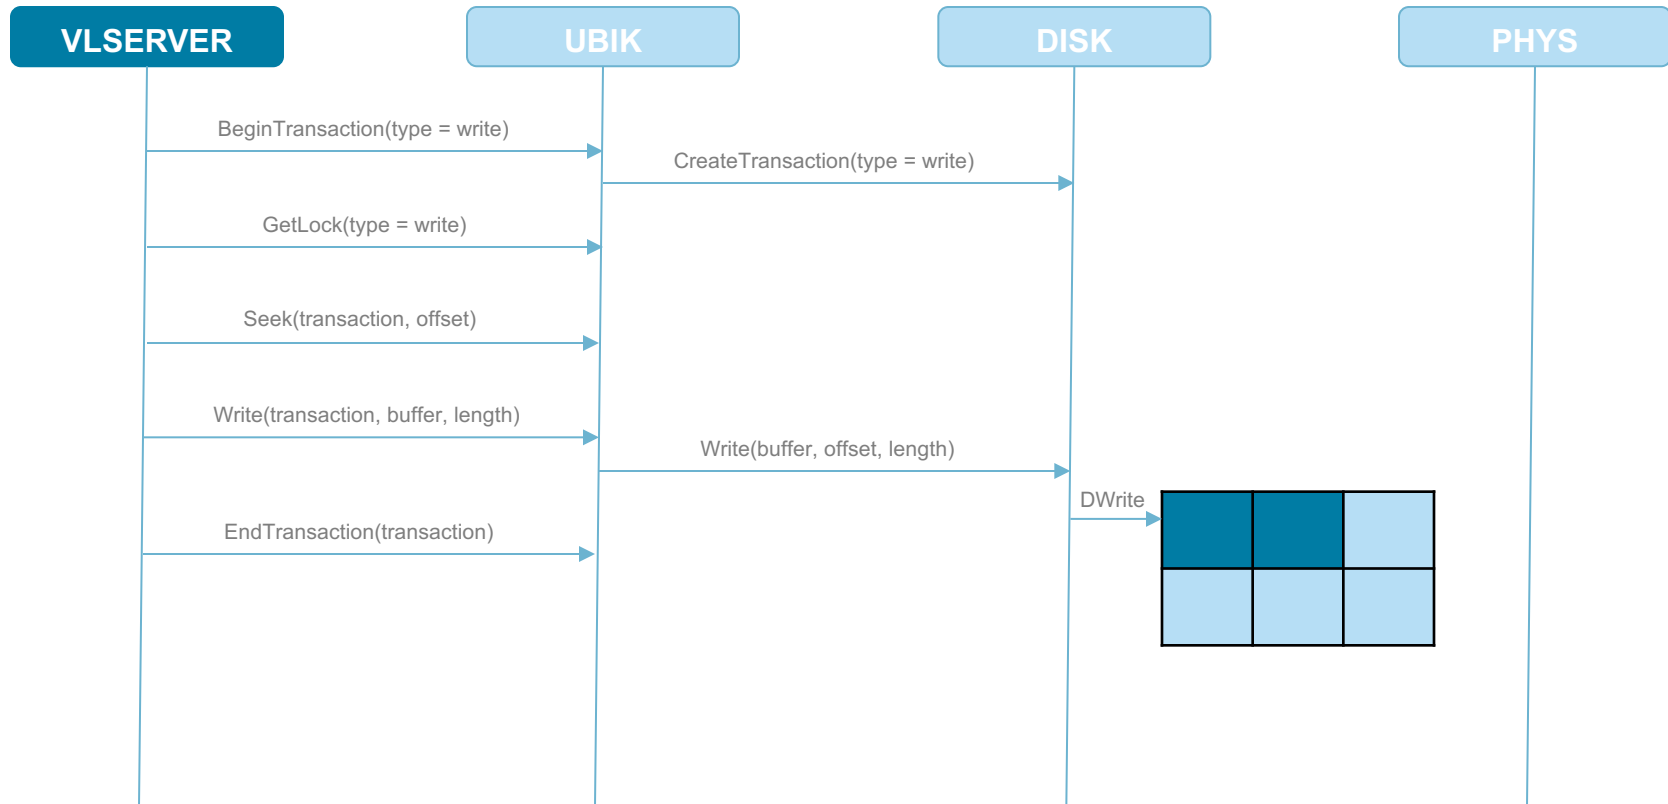 VLSERVER
UBIK
DISK
PHYS
BeginTransaction(type = write)
CreateTransaction(type = write)
GetLock(type = write)
Seek(transaction, offset)
Write(transaction, buffer, length)
Write(buffer, offset, length)
DWrite
EndTransaction(transaction)